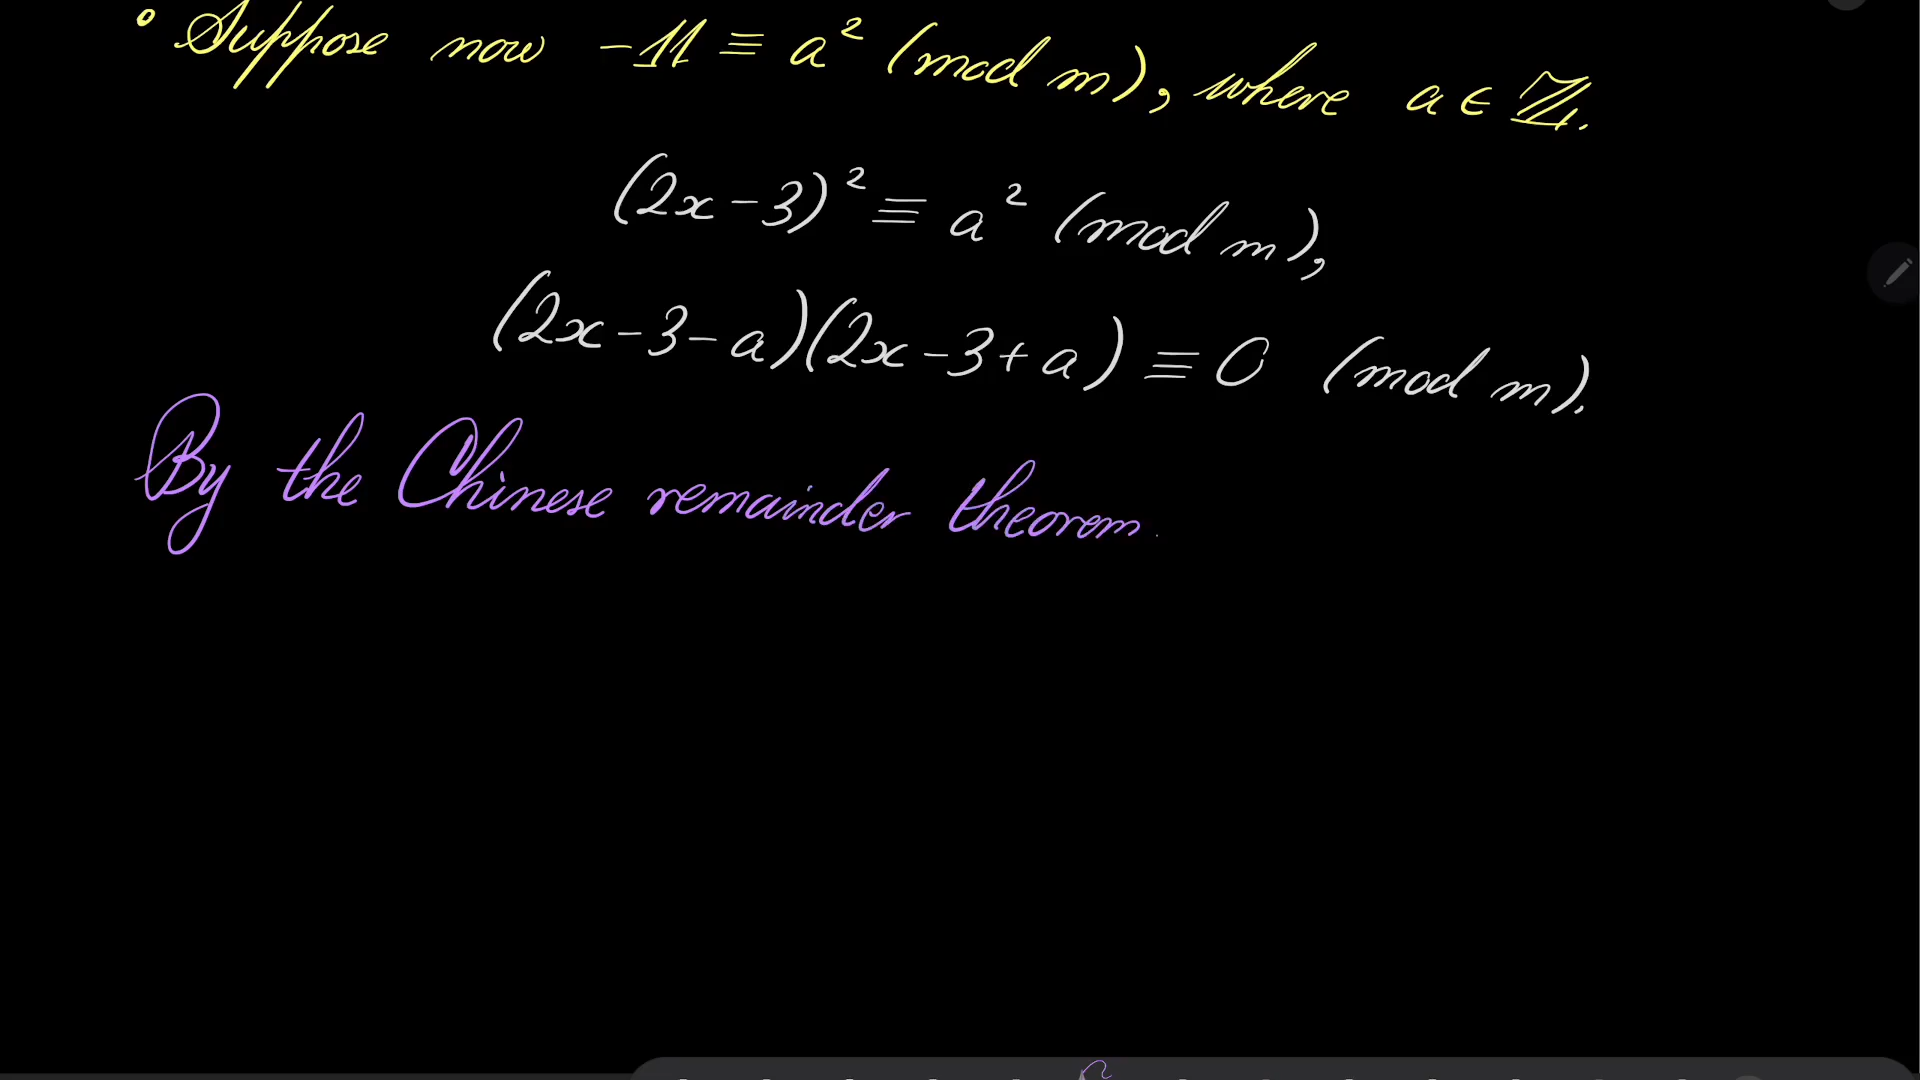 • Suppose now -11 ≡ a² (mod m), where a ∈ ℤ.
(2x-3)² ≡ a² (mod m),
(2x-3-a)(2x-3+a) ≡ 0 (mod m).
By the Chinese remainder theorem.